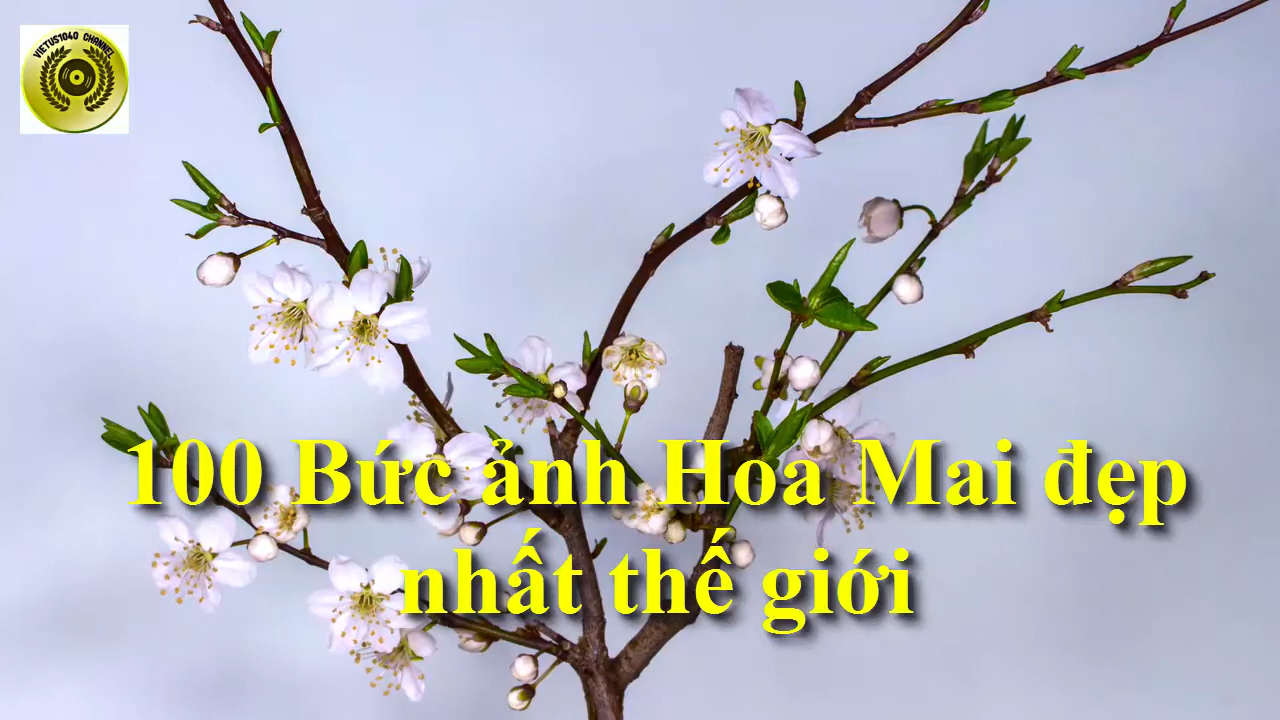 VIETUS1040 CHANNEL
100 Bức ảnh Hoa Mai đẹp
nhất thế giới